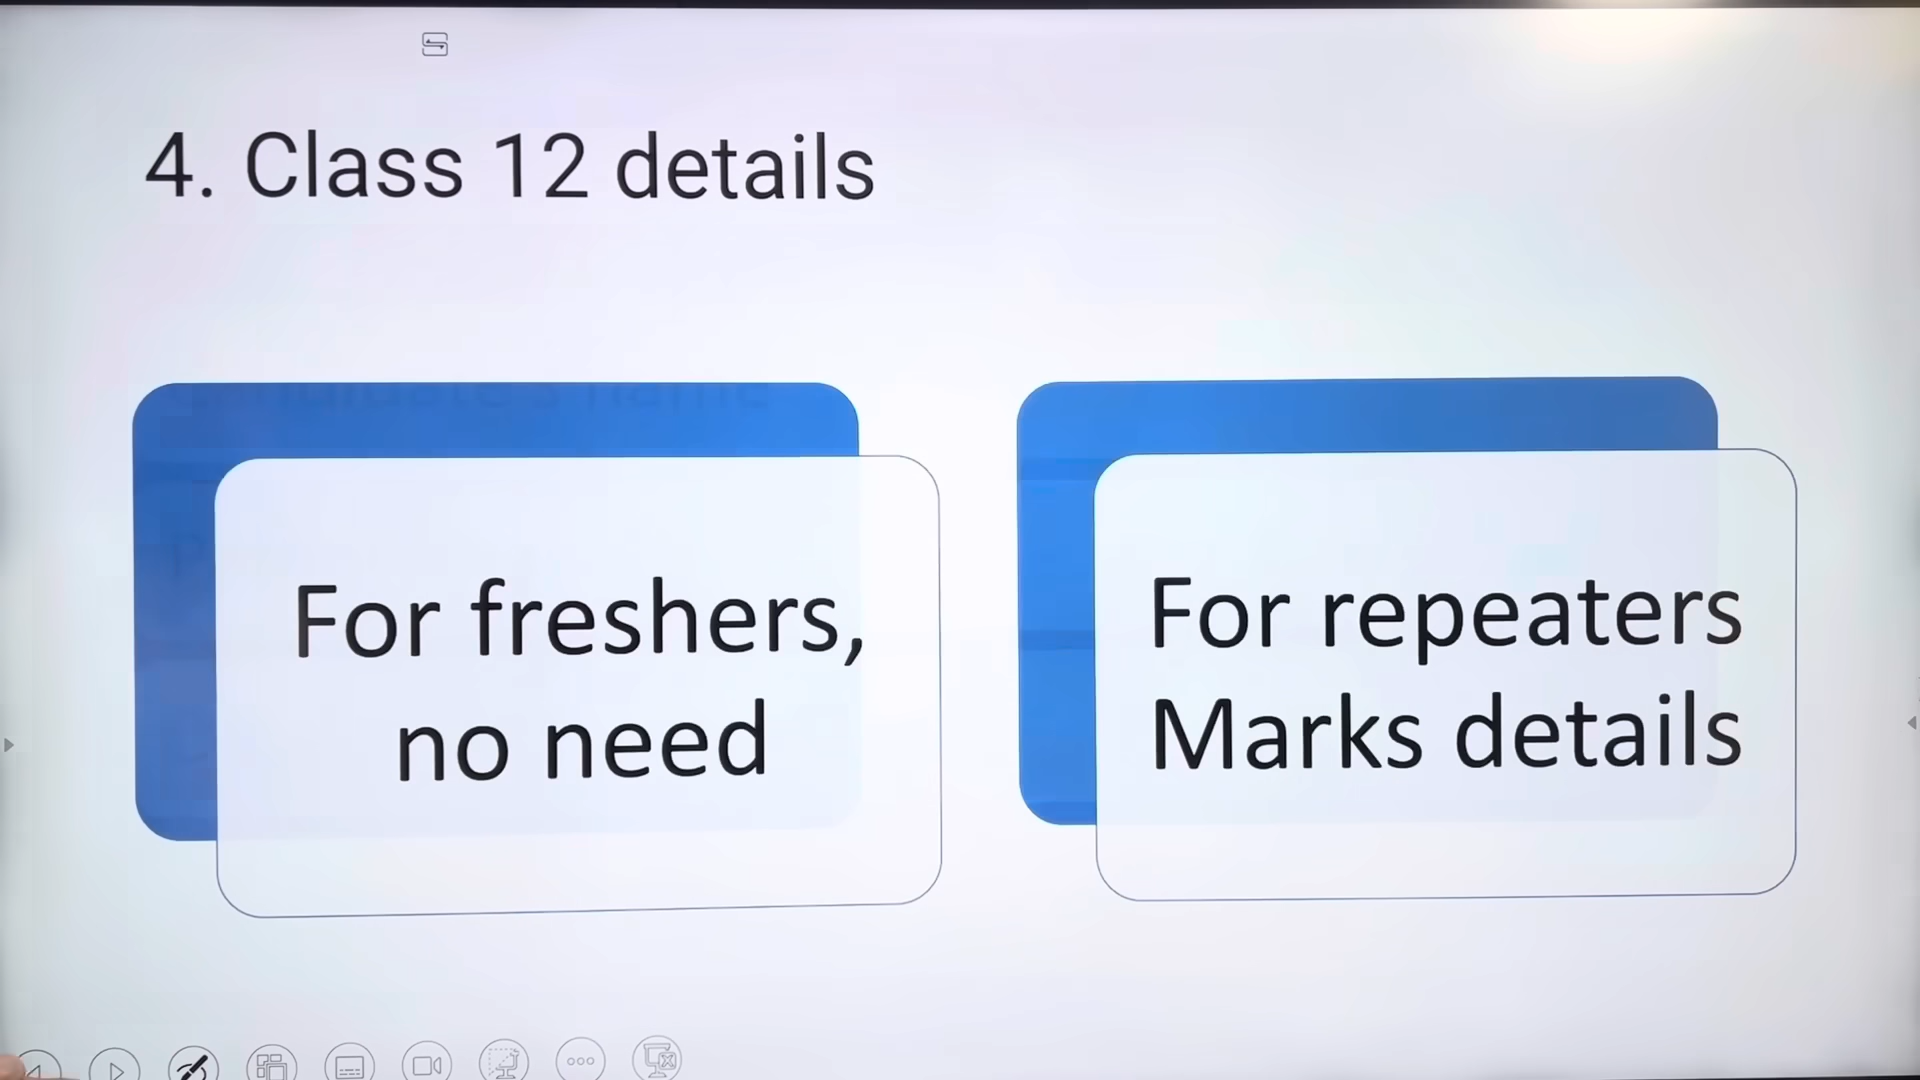 4. Class 12 details
For freshers,
no need
For repeaters
Marks details